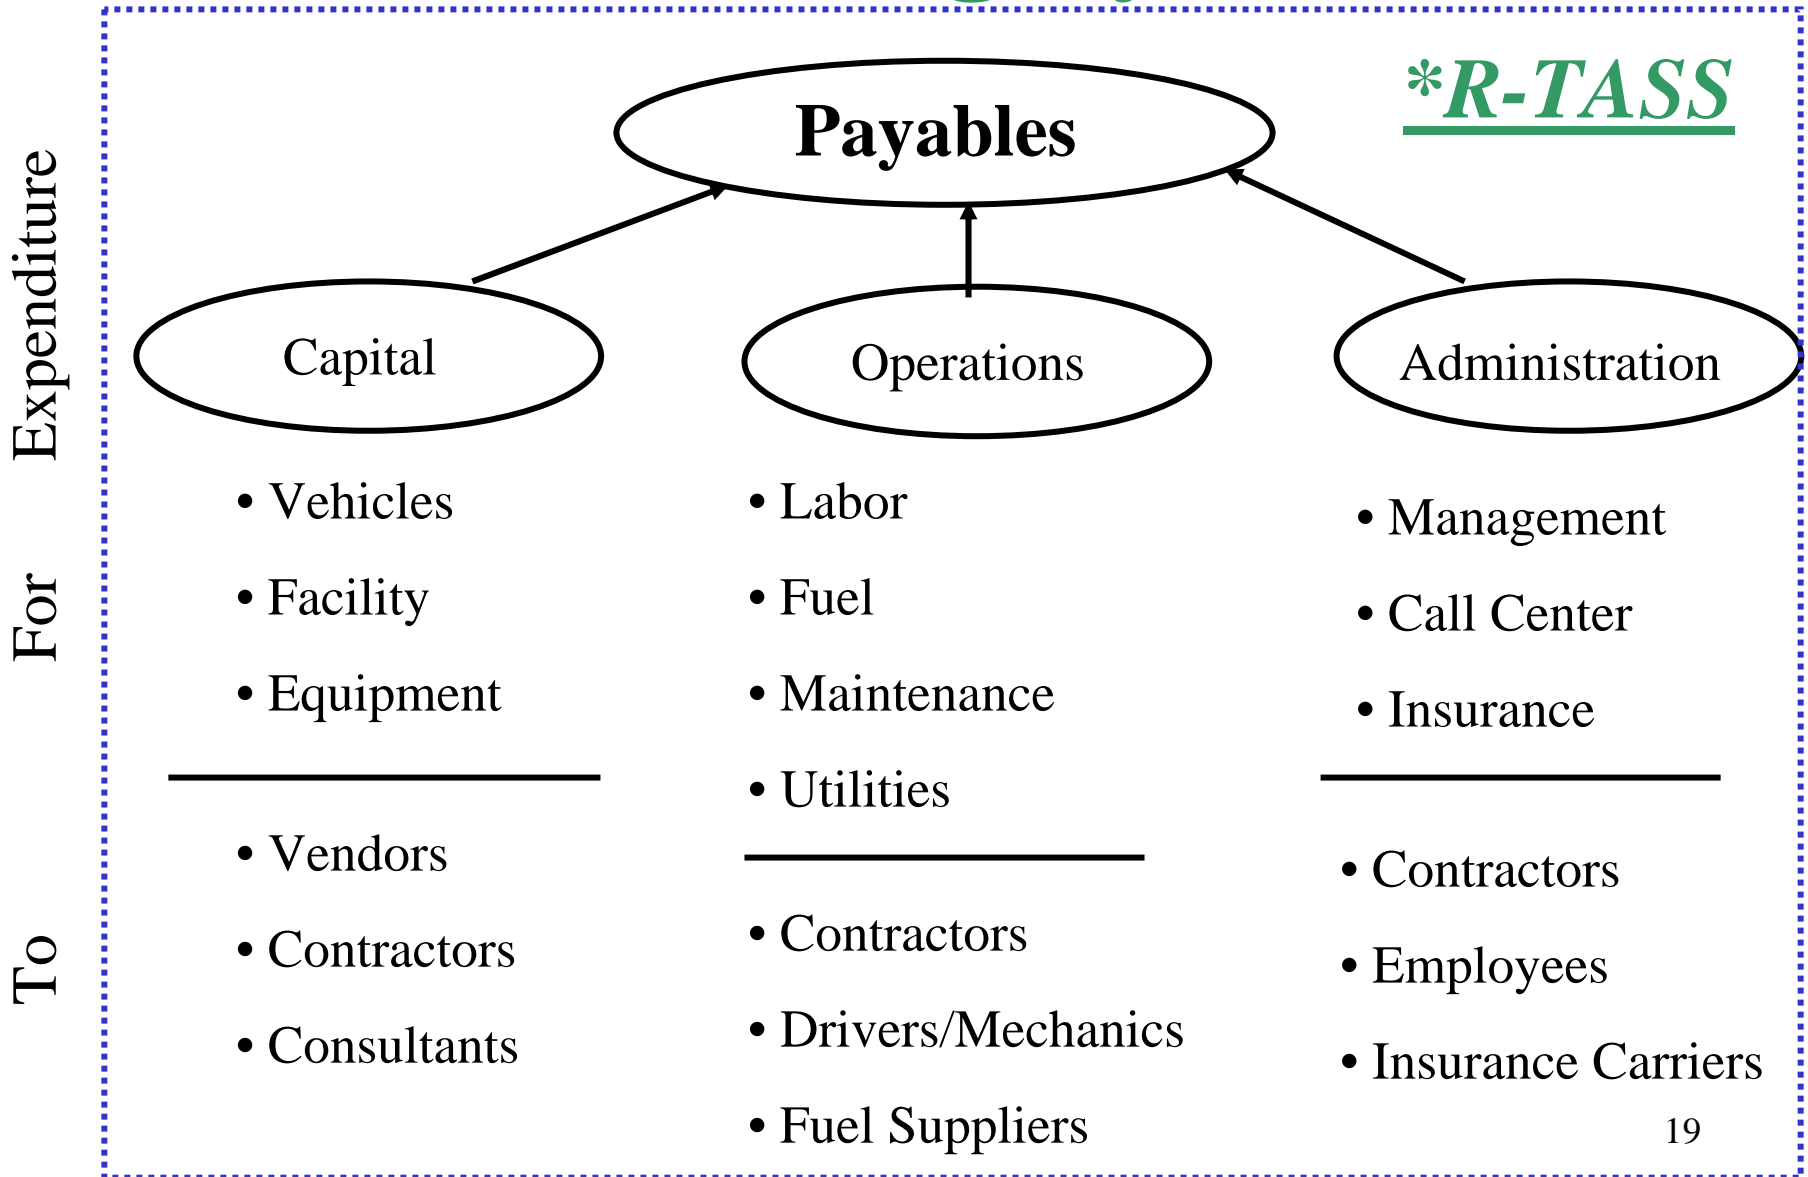 *R-TASS
Payables
Expenditure
Capital
Operations
Administration
For
• Vehicles
• Facility
• Equipment
• Labor
• Fuel
• Maintenance
• Utilities
• Management
• Call Center
• Insurance
To
• Vendors
• Contractors
• Consultants
• Contractors
• Drivers/Mechanics
• Fuel Suppliers
• Contractors
• Employees
• Insurance Carriers
19